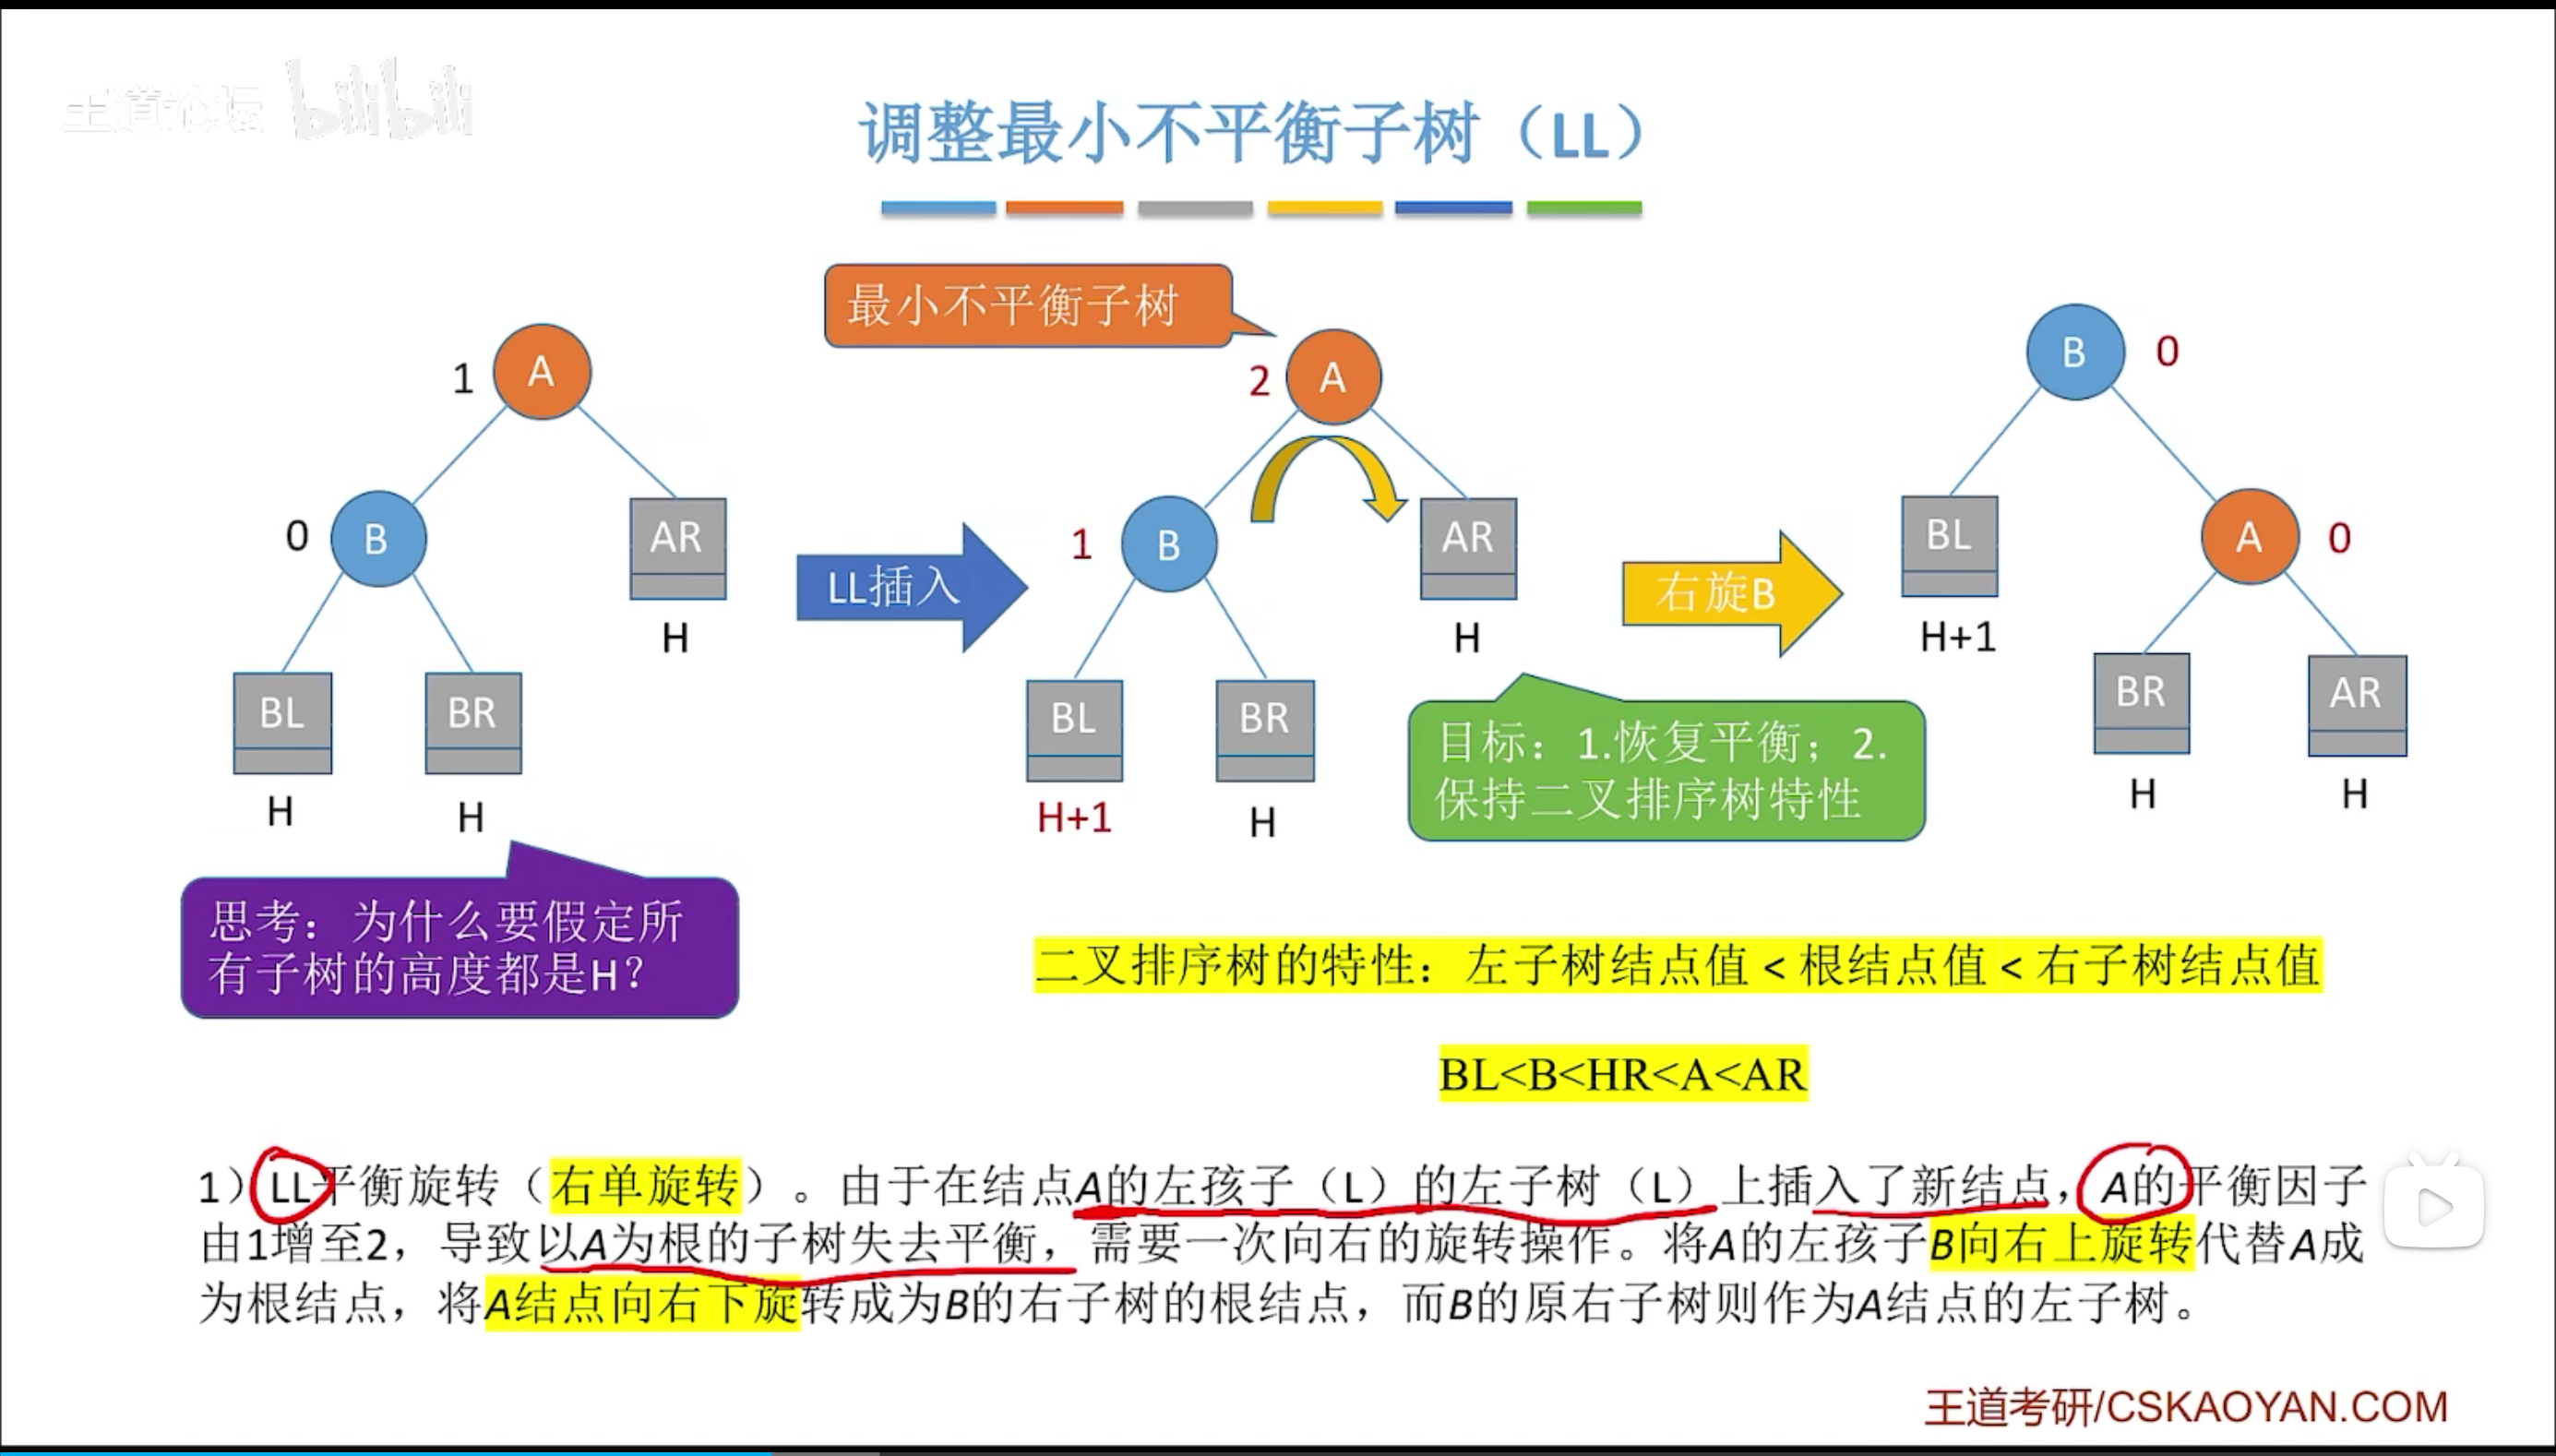 王道论坛 bilibili
调整最小不平衡子树（LL）
最小不平衡子树
1 A
0 B
AR
H
BL
H
BR
H
LL插入
2 A
1 B
AR
H
BL
H+1
BR
H
右旋B
B 0
BL
H+1
A 0
BR
H
AR
H
目标：1.恢复平衡；2.
保持二叉排序树特性
思考：为什么要假定所
有子树的高度都是H？
二叉排序树的特性：左子树结点值 < 根结点值 < 右子树结点值
BL<B<HR<A<AR
1）LL平衡旋转（右单旋转）。由于在结点A的左孩子（L）的左子树（L）上插入了新结点，A的平衡因子
由1增至2，导致以A为根的子树失去平衡，需要一次向右的旋转操作。将A的左孩子B向右上旋转代替A成
为根结点，将A结点向右下旋转成为B的右子树的根结点，而B的原右子树则作为A结点的左子树。
王道考研/CSKAOYAN.COM